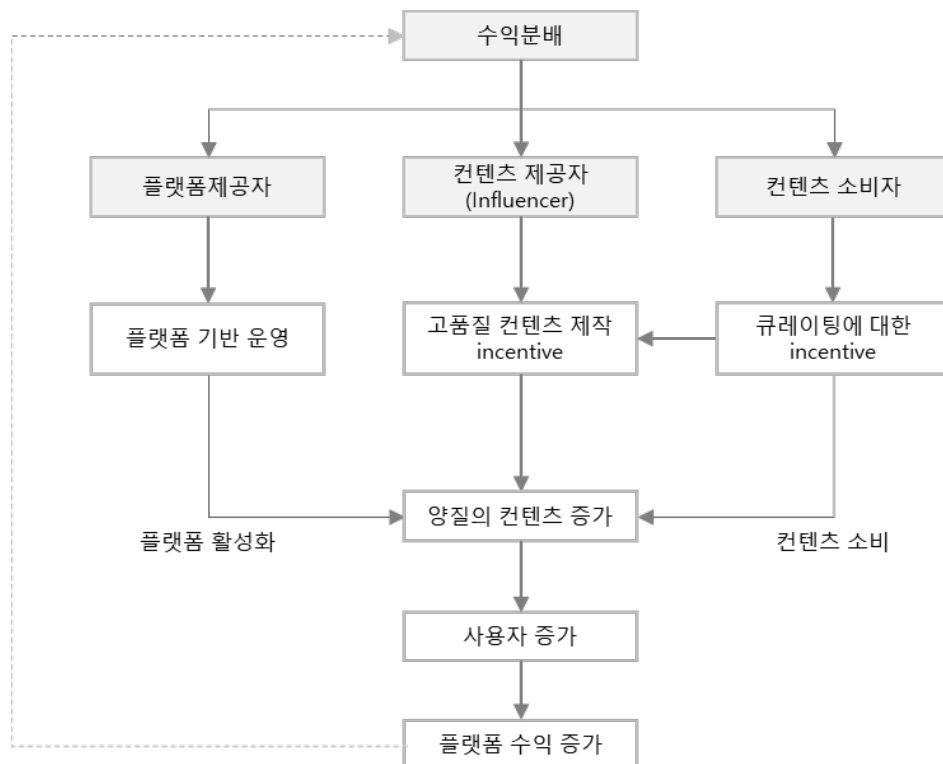 수익분배
플랫폼제공자
컨텐츠 제공자
(Influencer)
컨텐츠 소비자
플랫폼 기반 운영
고품질 컨텐츠 제작
incentive
큐레이팅에 대한
incentive
양질의 컨텐츠 증가
플랫폼 활성화
컨텐츠 소비
사용자 증가
플랫폼 수익 증가